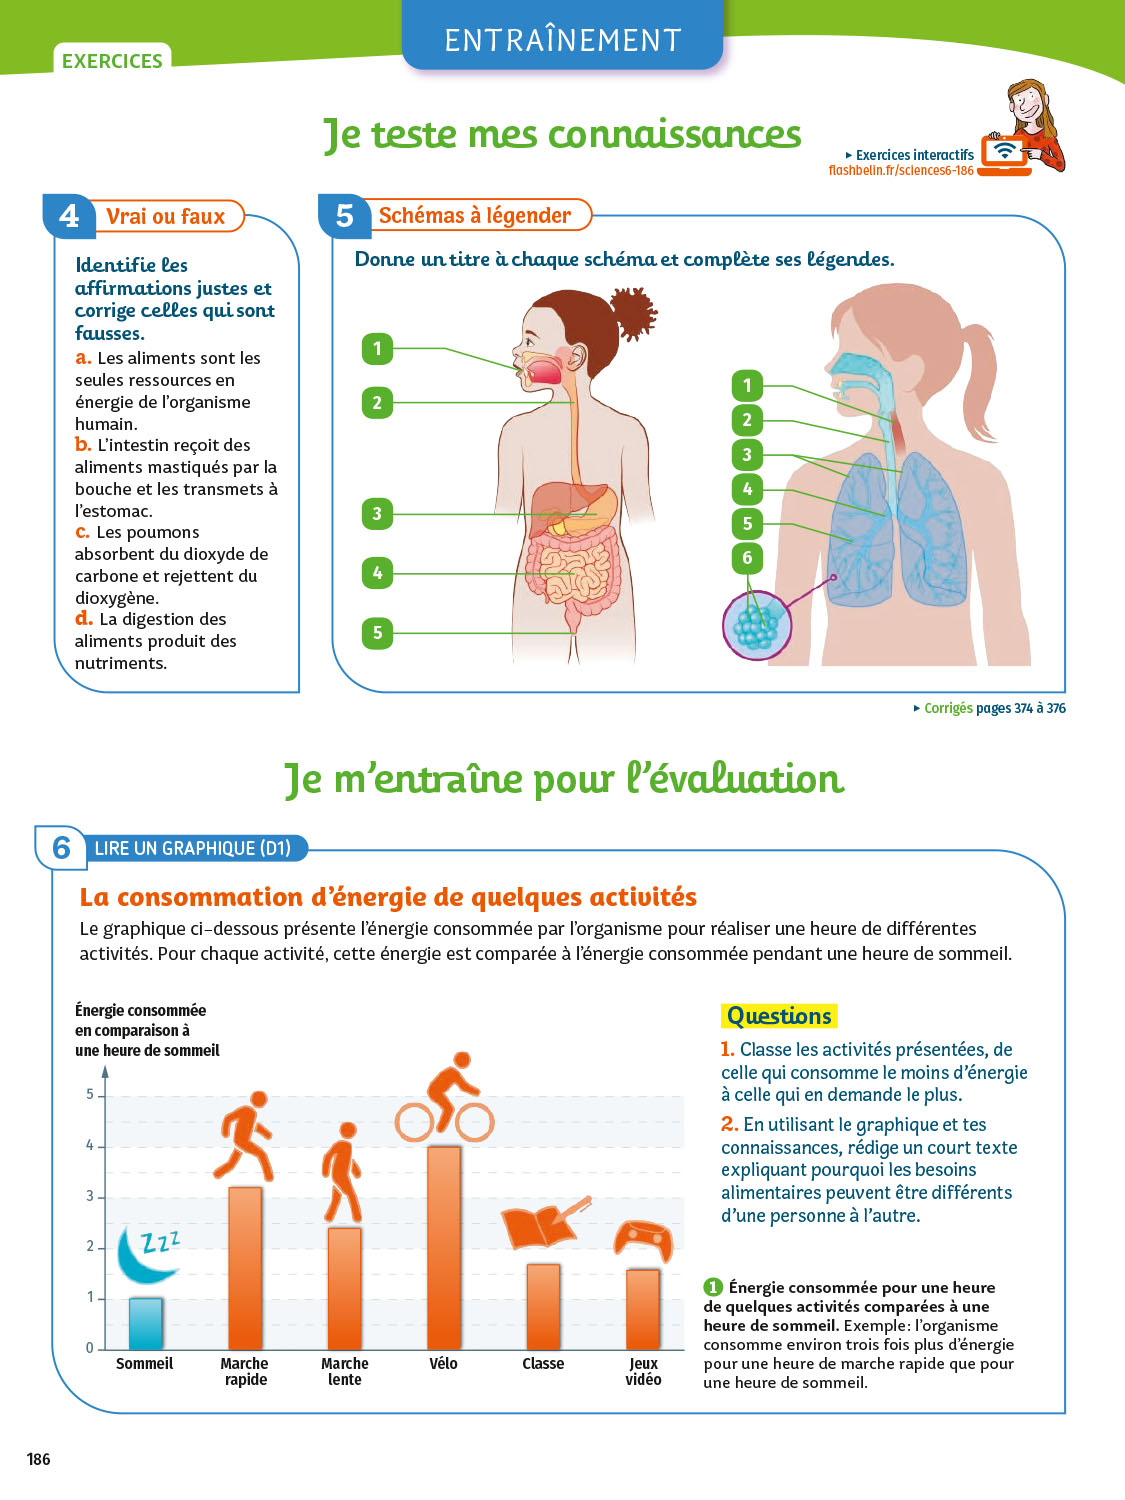 ENTRAÎNEMENT
EXERCICES
Je teste mes connaissances
▸ Exercices interactifs
flashbelin.fr/sciences6-186
4 Vrai ou faux
Identifie les
affirmations justes et
corrige celles qui sont
fausses.
a. Les aliments sont les
seules ressources en
énergie de l'organisme
humain.
b. L'intestin reçoit des
aliments mastiqués par la
bouche et les transmets à
l'estomac.
c. Les poumons
absorbent du dioxyde de
carbone et rejettent du
dioxygène.
d. La digestion des
aliments produit des
nutriments.
5 Schémas à légender
Donne un titre à chaque schéma et complète ses légendes.
1
2
3
4
5
1
2
3
4
5
6
▸ Corrigés pages 374 à 376
Je m'entraîne pour l'évaluation
6 LIRE UN GRAPHIQUE (D1)
La consommation d'énergie de quelques activités
Le graphique ci-dessous présente l'énergie consommée par l'organisme pour réaliser une heure de différentes
activités. Pour chaque activité, cette énergie est comparée à l'énergie consommée pendant une heure de sommeil.
Énergie consommée
en comparaison à
une heure de sommeil
5
4
3
2
1
0
ZZZ
Sommeil
Marche
rapide
Marche
lente
Vélo
Classe
Jeux
vidéo
Questions
1. Classe les activités présentées, de
celle qui consomme le moins d'énergie
à celle qui en demande le plus.
2. En utilisant le graphique et tes
connaissances, rédige un court texte
expliquant pourquoi les besoins
alimentaires peuvent être différents
d'une personne à l'autre.
1 Énergie consommée pour une heure
de quelques activités comparées à une
heure de sommeil. Exemple : l'organisme
consomme environ trois fois plus d'énergie
pour une heure de marche rapide que pour
une heure de sommeil.
186